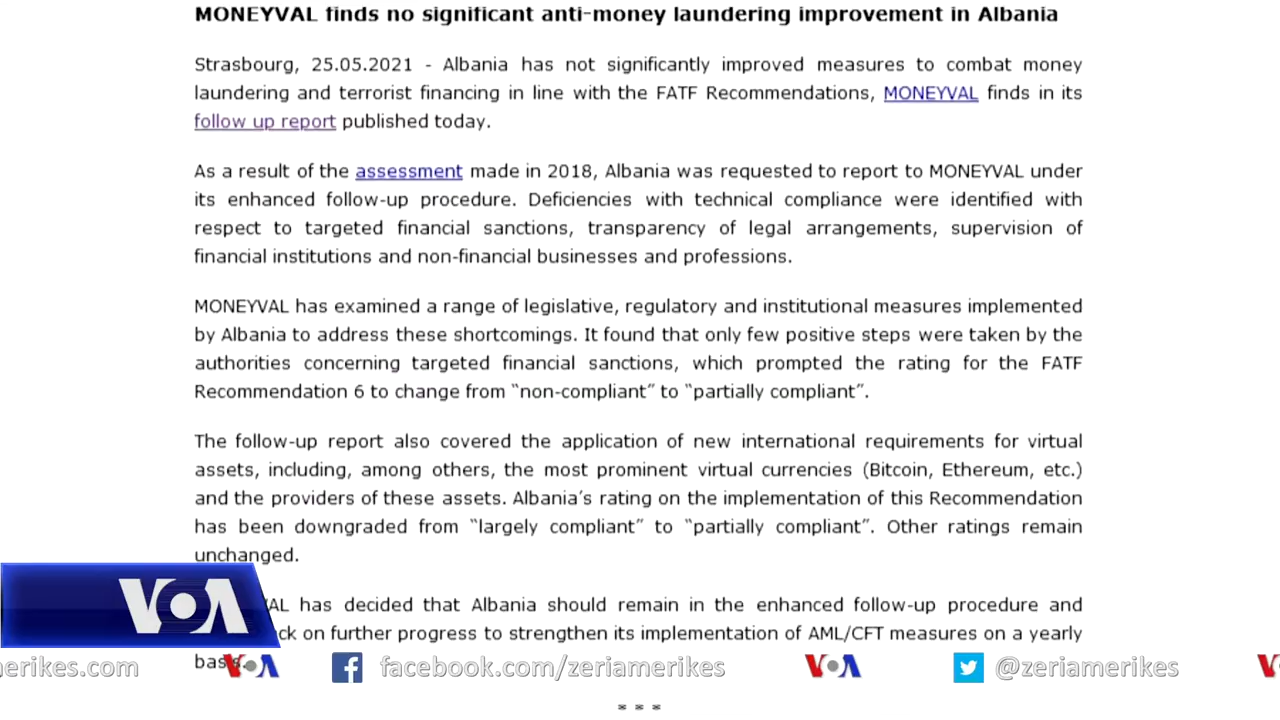 MONEYVAL finds no significant anti-money laundering improvement in Albania
Strasbourg, 25.05.2021 - Albania has not significantly improved measures to combat money
laundering and terrorist financing in line with the FATF Recommendations, MONEYVAL finds in its
follow up report published today.
As a result of the assessment made in 2018, Albania was requested to report to MONEYVAL under
its enhanced follow-up procedure. Deficiencies with technical compliance were identified with
respect to targeted financial sanctions, transparency of legal arrangements, supervision of
financial institutions and non-financial businesses and professions.
MONEYVAL has examined a range of legislative, regulatory and institutional measures implemented
by Albania to address these shortcomings. It found that only few positive steps were taken by the
authorities concerning targeted financial sanctions, which prompted the rating for the FATF
Recommendation 6 to change from “non-compliant” to “partially compliant”.
The follow-up report also covered the application of new international requirements for virtual
assets, including, among others, the most prominent virtual currencies (Bitcoin, Ethereum, etc.)
and the providers of these assets. Albania’s rating on the implementation of this Recommendation
has been downgraded from “largely compliant” to “partially compliant”. Other ratings remain
unchanged.
VAL has decided that Albania should remain in the enhanced follow-up procedure and
ck on further progress to strengthen its implementation of AML/CFT measures on a yearly
basis.
VOA
merikes.com VOA facebook.com/zeriamerikes VOA @zeriamerikes
* * *